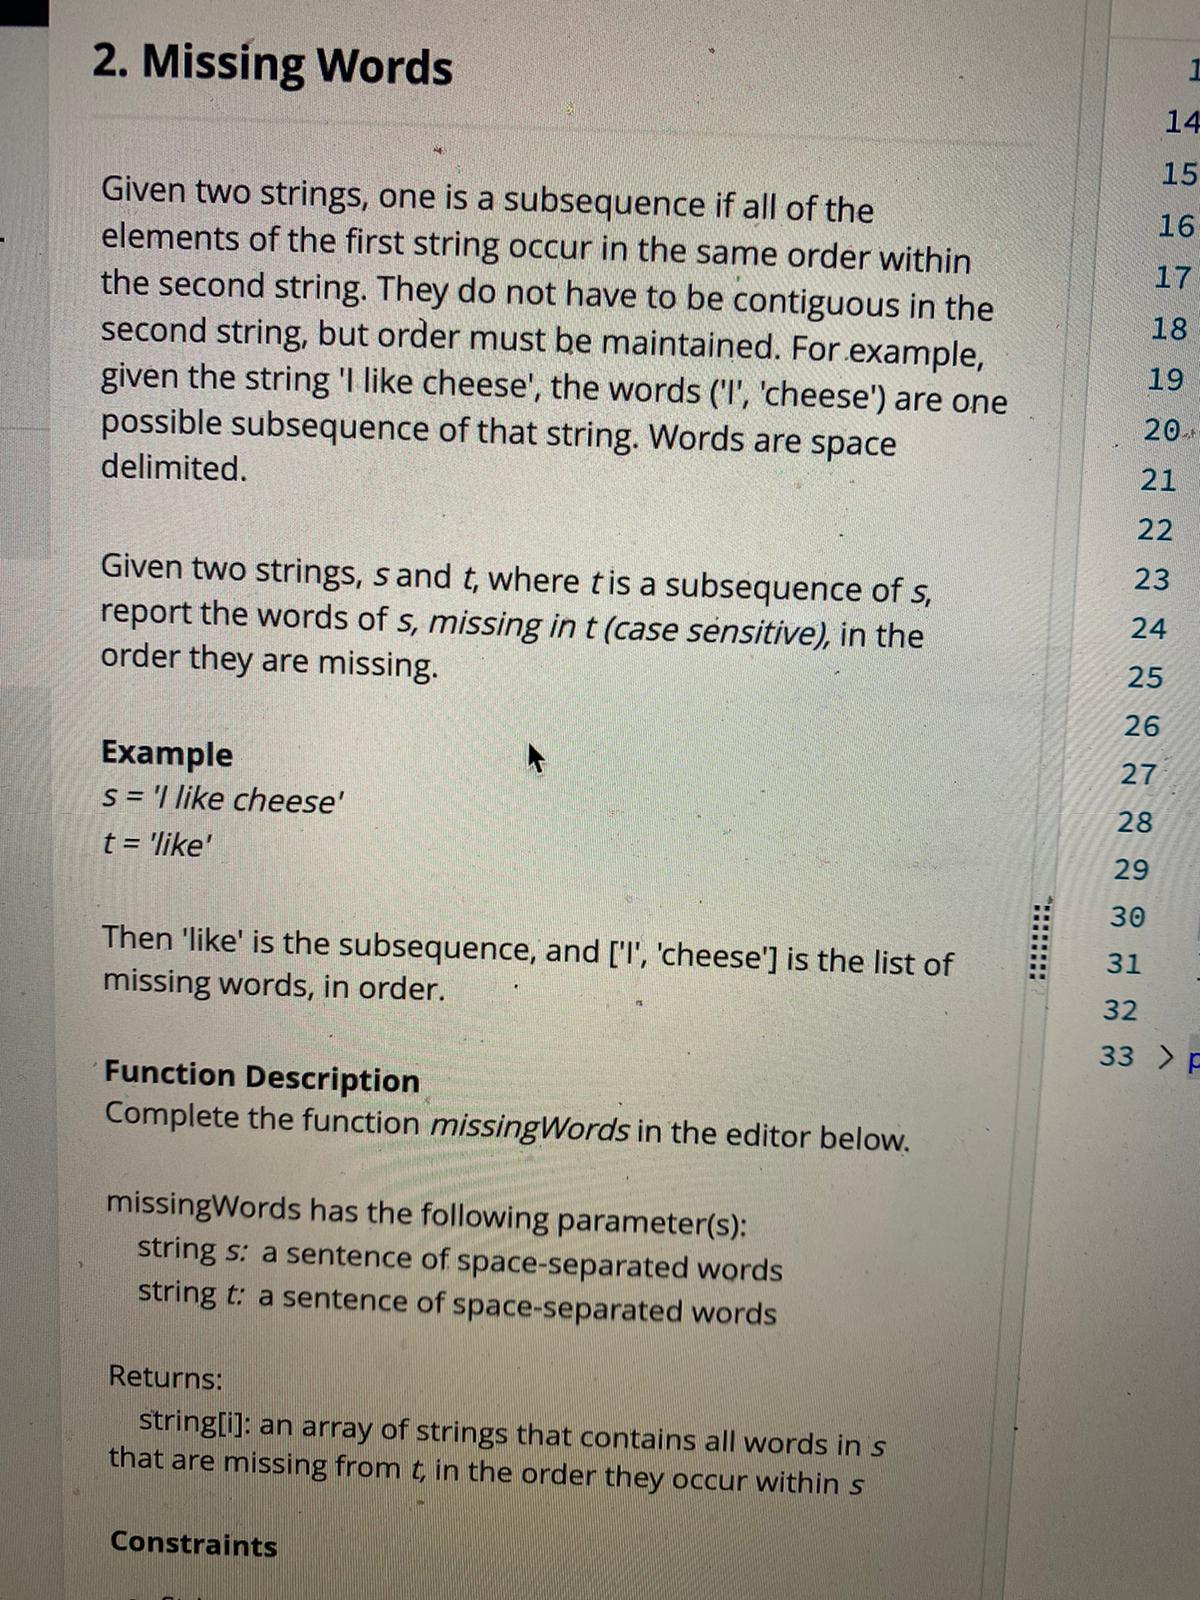 2. Missing Words
Given two strings, one is a subsequence if all of the
elements of the first string occur in the same order within
the second string. They do not have to be contiguous in the
second string, but order must be maintained. For example,
given the string 'I like cheese', the words ('I', 'cheese') are one
possible subsequence of that string. Words are space
delimited.
Given two strings, s and t, where t is a subsequence of s,
report the words of s, missing in t (case sensitive), in the
order they are missing.
Example
s = 'I like cheese'
t = 'like'
Then 'like' is the subsequence, and ['I', 'cheese'] is the list of
missing words, in order.
Function Description
Complete the function missingWords in the editor below.
missingWords has the following parameter(s):
string s: a sentence of space-separated words
string t: a sentence of space-separated words
Returns:
string[i]: an array of strings that contains all words in s
that are missing from t, in the order they occur within s
Constraints
14
15
16
17
18
19
20
21
22
23
24
25
26
27
28
29
30
31
32
33 >